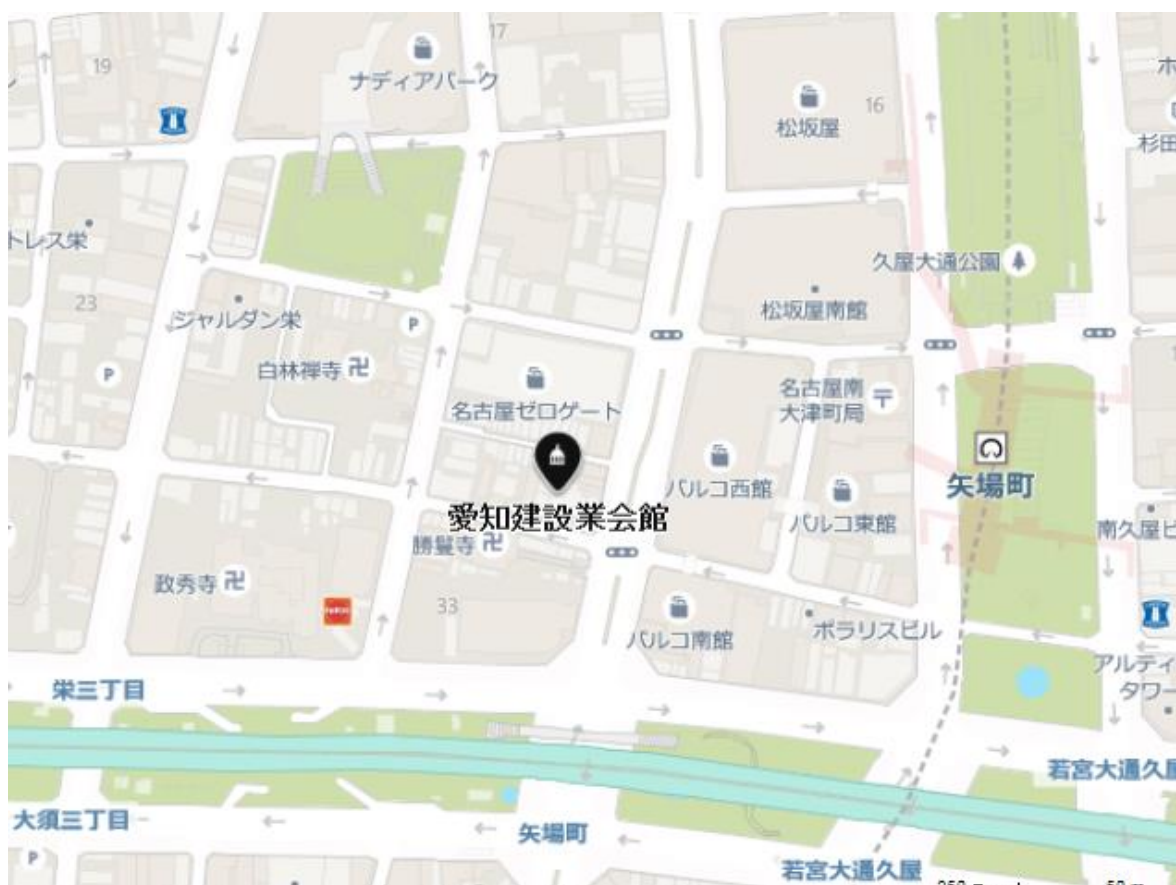 17
19
ナディアパーク
16
松坂屋
杉田
トレス栄
久屋大通公園
23
松坂屋南館
ジャルダン栄
P
白林禅寺
P
名古屋南
大津町局
名古屋ゼロゲート
矢場町
パルコ西館
愛知建設業会館
パルコ東館
南久屋ビ
勝鬘寺
政秀寺
33
パルコ南館
ポラリスビル
アルティ
タワー
栄三丁目
若宮大通久屋
大須三丁目
矢場町
P
若宮大通久屋